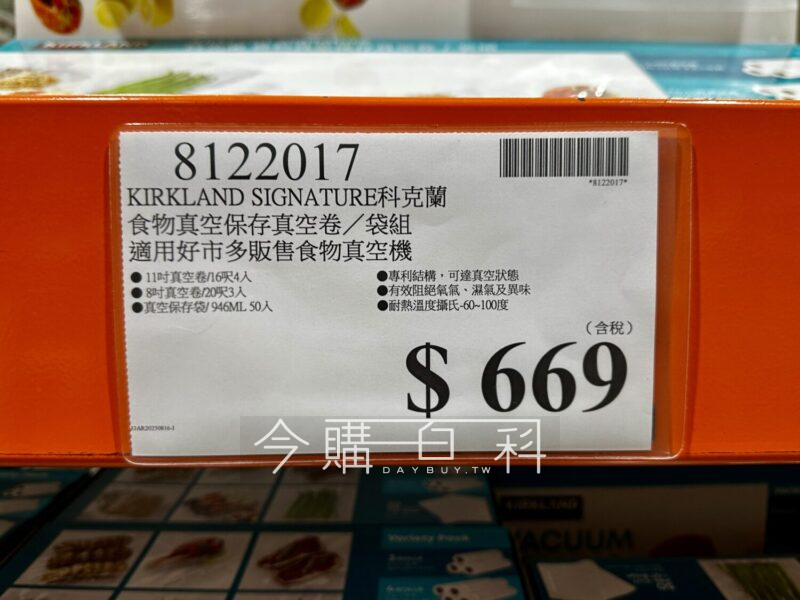 KIRKLAND
8122017
*8122017*
KIRKLAND SIGNATURE科克蘭
食物真空保存真空卷／袋組
適用好市多販售食物真空機
●11吋真空卷/16呎4入
●8吋真空卷/20呎3入
●真空保存袋/ 946ML 50入
●專利結構，可達真空狀態
●有效阻絕氧氣、濕氣及異味
●耐熱溫度攝氏-60~100度
（含稅）
$ 669
今購百科
DAYBUY.TW
Variety Pack
KIRKLAND
VACUUM